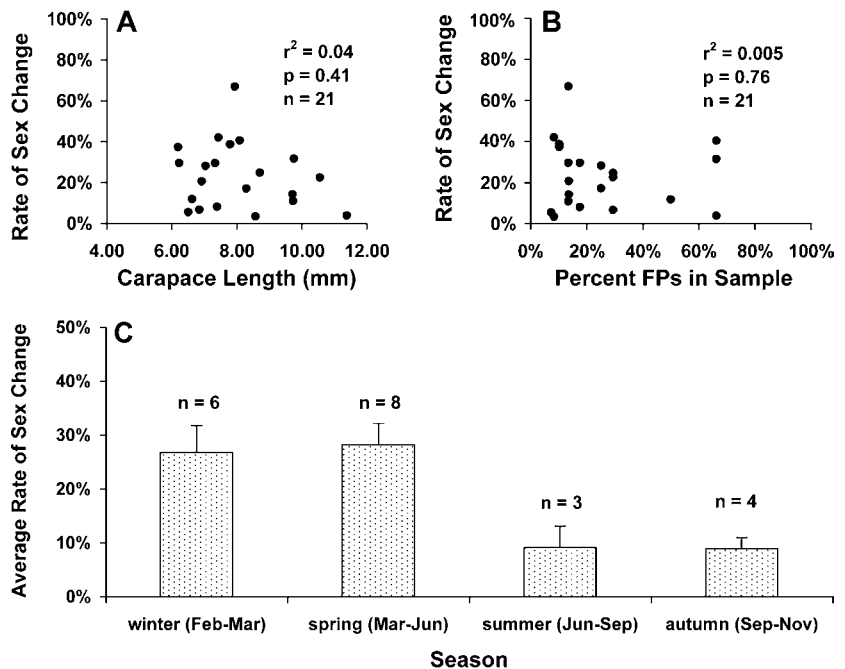 A
r² = 0.04
p = 0.41
n = 21
100%
80%
60%
40%
20%
0%
Rate of Sex Change
4.00 6.00 8.00 10.00 12.00
Carapace Length (mm)
B
r² = 0.005
p = 0.76
n = 21
100%
80%
60%
40%
20%
0%
Rate of Sex Change
0% 20% 40% 60% 80% 100%
Percent FPs in Sample
C
50%
40%
30%
20%
10%
0%
Average Rate of Sex Change
n = 6
n = 8
n = 3
n = 4
winter (Feb-Mar) spring (Mar-Jun) summer (Jun-Sep) autumn (Sep-Nov)
Season